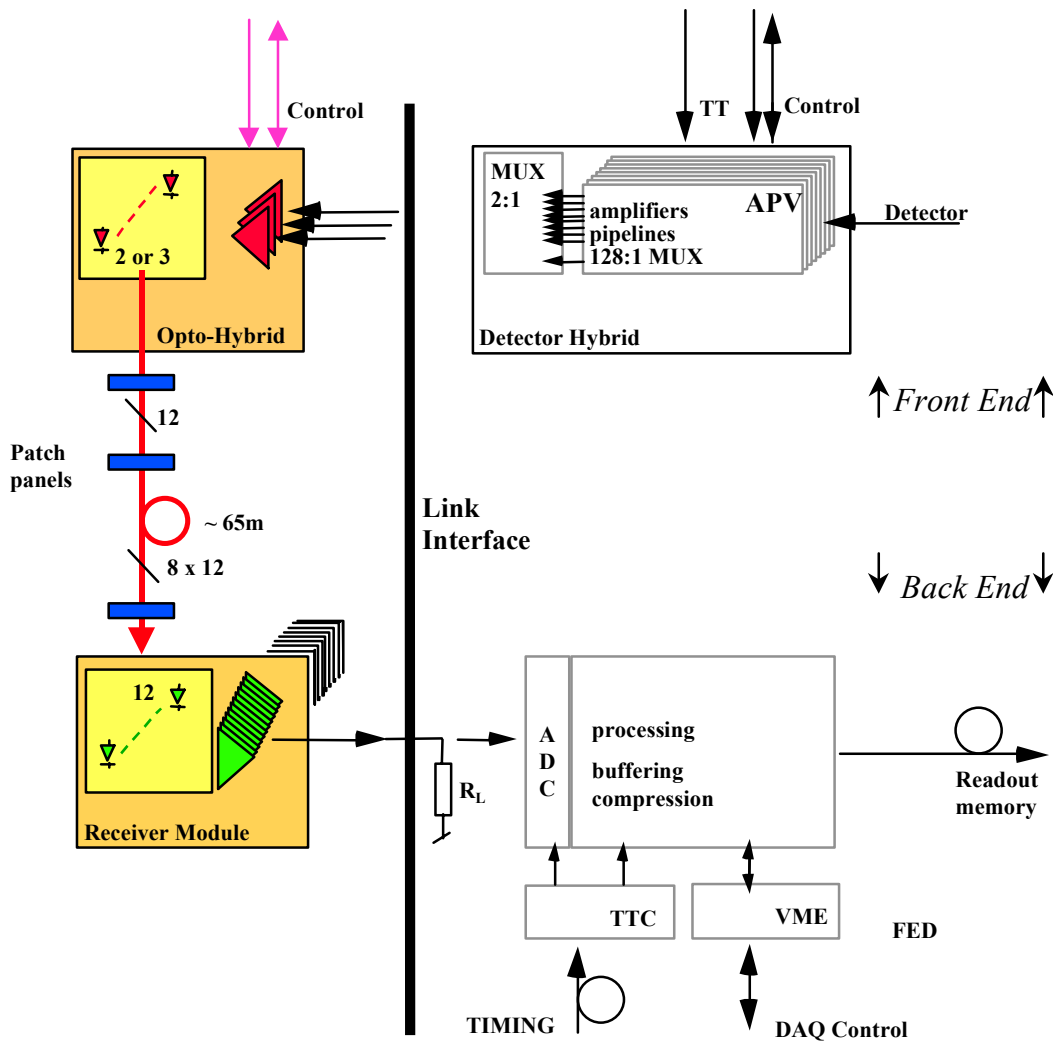 Control
TT
Control
MUX
2:1
APV
amplifiers
pipelines
128:1 MUX
Detector
2 or 3
Opto-Hybrid
Detector Hybrid
12
Front End
Patch
panels
~ 65m
Link
Interface
8 x 12
Back End
12
Receiver Module
RL
A
D
C
processing
buffering
compression
Readout
memory
TTC
VME
FED
TIMING
DAQ Control